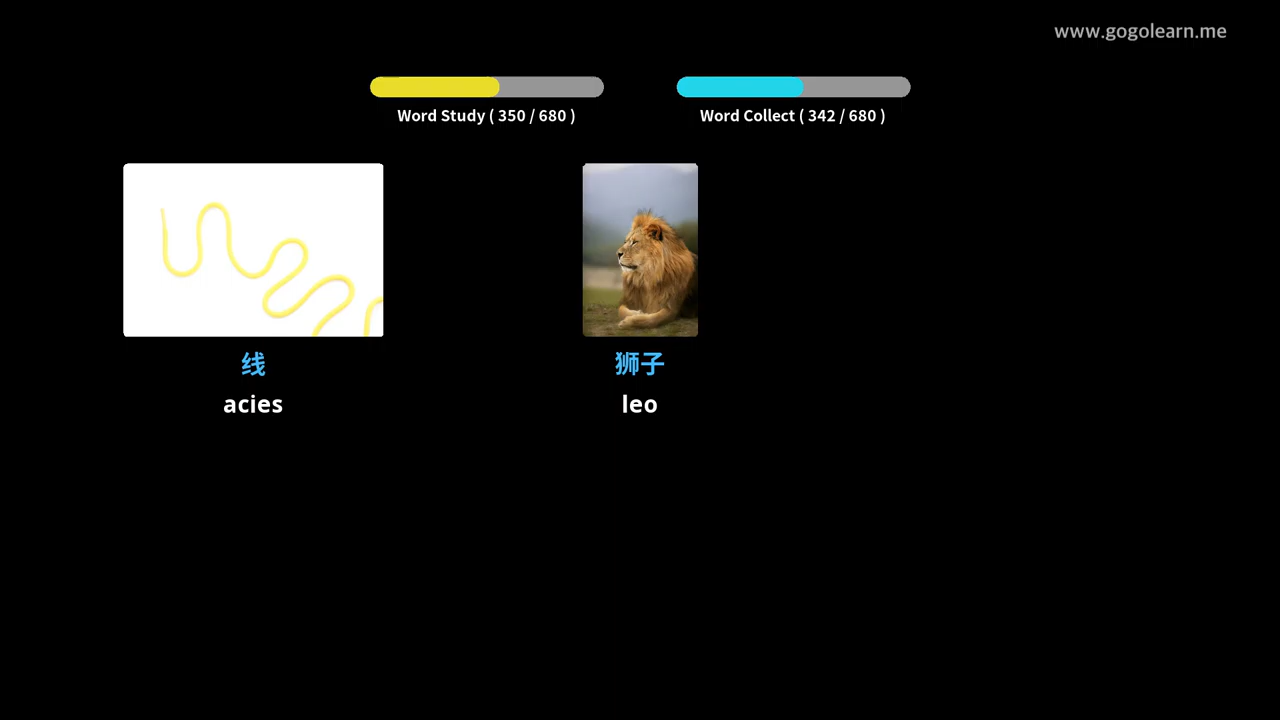 www.gogolearn.me
Word Study ( 350 / 680 )
Word Collect ( 342 / 680 )
线
acies
狮子
leo